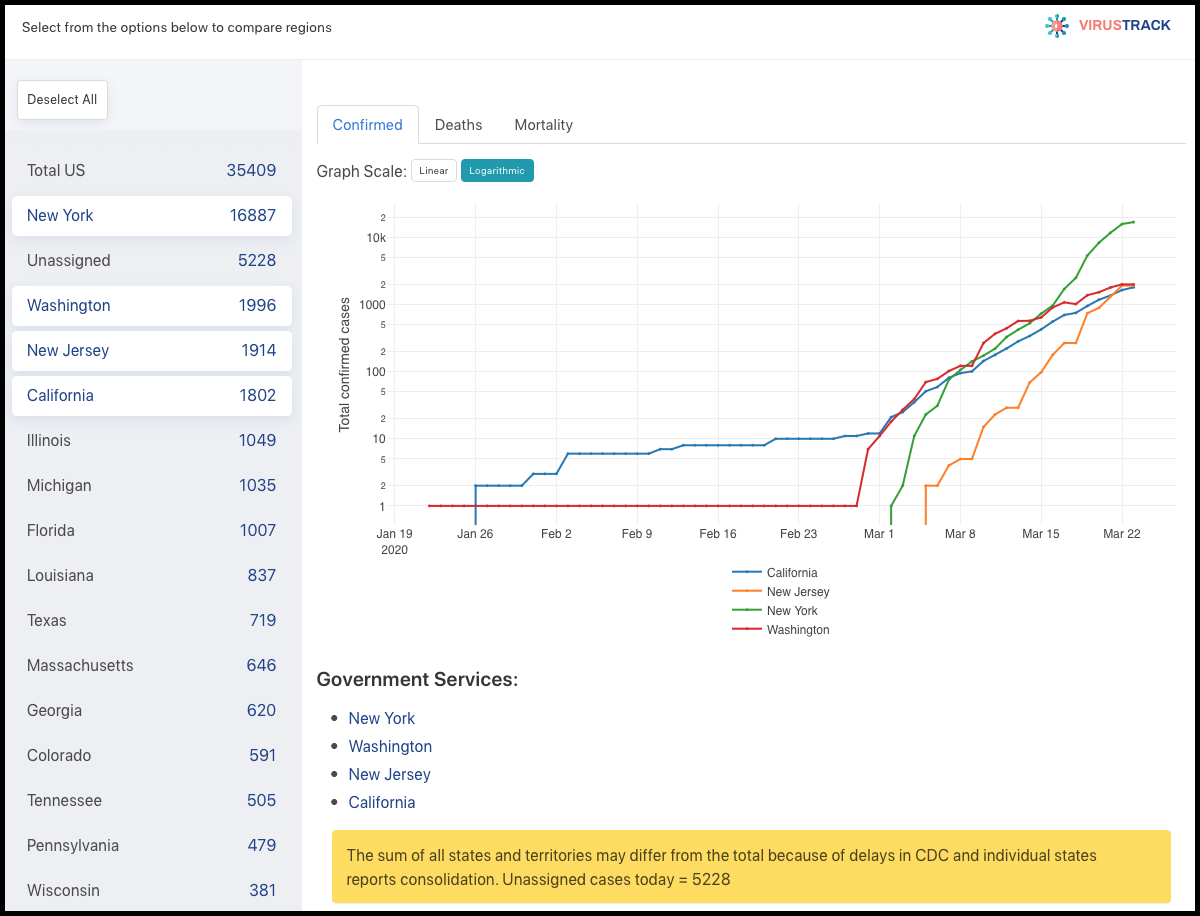 Select from the options below to compare regions
VIRUSTRACK
Deselect All
Total US 35409
New York 16887
Unassigned 5228
Washington 1996
New Jersey 1914
California 1802
Illinois 1049
Michigan 1035
Florida 1007
Louisiana 837
Texas 719
Massachusetts 646
Georgia 620
Colorado 591
Tennessee 505
Pennsylvania 479
Wisconsin 381
Confirmed Deaths Mortality
Graph Scale: Linear Logarithmic
Total confirmed cases
2
10k
5
2
1000
5
2
100
5
2
10
5
2
1
Jan 19 Jan 26 Feb 2 Feb 9 Feb 16 Feb 23 Mar 1 Mar 8 Mar 15 Mar 22
2020
California
New Jersey
New York
Washington
Government Services:
• New York
• Washington
• New Jersey
• California
The sum of all states and territories may differ from the total because of delays in CDC and individual states
reports consolidation. Unassigned cases today = 5228